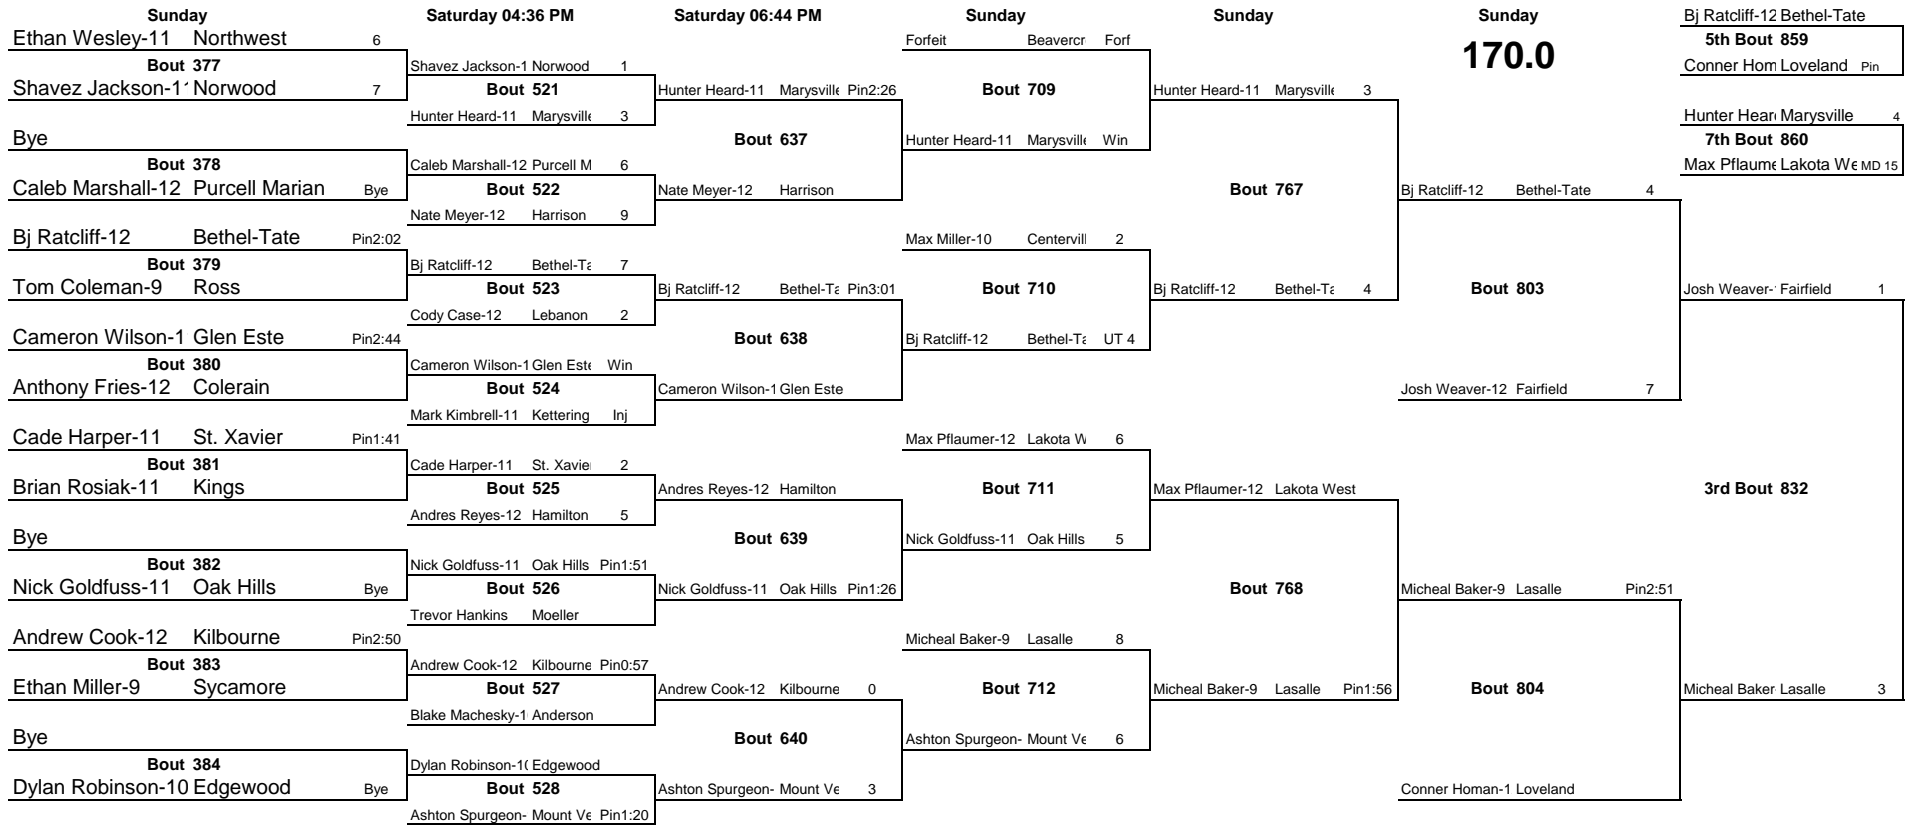 Sunday
Ethan Wesley-11 Northwest 6
Bout 377
Shavez Jackson-1 Norwood 7
Bye
Bout 378
Caleb Marshall-12 Purcell Marian Bye
Bj Ratcliff-12 Bethel-Tate Pin2:02
Bout 379
Tom Coleman-9 Ross
Cameron Wilson-1 Glen Este Pin2:44
Bout 380
Anthony Fries-12 Colerain
Cade Harper-11 St. Xavier Pin1:41
Bout 381
Brian Rosiak-11 Kings
Bye
Bout 382
Nick Goldfuss-11 Oak Hills Bye
Andrew Cook-12 Kilbourne Pin2:50
Bout 383
Ethan Miller-9 Sycamore
Bye
Bout 384
Dylan Robinson-10 Edgewood Bye
Saturday 04:36 PM
Shavez Jackson-1 Norwood 1
Bout 521
Hunter Heard-11 Marysville 3
Caleb Marshall-12 Purcell M 6
Bout 522
Nate Meyer-12 Harrison 9
Bj Ratcliff-12 Bethel-Ta 7
Bout 523
Cody Case-12 Lebanon 2
Cameron Wilson-1 Glen Este Win
Bout 524
Mark Kimbrell-11 Kettering Inj
Cade Harper-11 St. Xavie 2
Bout 525
Andres Reyes-12 Hamilton 5
Nick Goldfuss-11 Oak Hills Pin1:51
Bout 526
Trevor Hankins Moeller
Andrew Cook-12 Kilbourne Pin0:57
Bout 527
Blake Machesky-1 Anderson
Dylan Robinson-1( Edgewood
Bout 528
Ashton Spurgeon- Mount Ve Pin1:20
Saturday 06:44 PM
Hunter Heard-11 Marysville Pin2:26
Bout 637
Nate Meyer-12 Harrison
Bj Ratcliff-12 Bethel-Ta Pin3:01
Bout 638
Cameron Wilson-1 Glen Este
Andres Reyes-12 Hamilton
Bout 639
Nick Goldfuss-11 Oak Hills Pin1:26
Andrew Cook-12 Kilbourne 0
Bout 640
Ashton Spurgeon- Mount Ve 3
Sunday
Forfeit Beavercr Forf
Bout 709
Hunter Heard-11 Marysville Win
Max Miller-10 Centervill 2
Bout 710
Bj Ratcliff-12 Bethel-Ta UT 4
Max Pflaumer-12 Lakota W 6
Bout 711
Nick Goldfuss-11 Oak Hills 5
Micheal Baker-9 Lasalle 8
Bout 712
Ashton Spurgeon- Mount Ve 6
Sunday
Hunter Heard-11 Marysville 3
Bout 767
Bj Ratcliff-12 Bethel-Ta 4
Max Pflaumer-12 Lakota West
Bout 768
Micheal Baker-9 Lasalle Pin1:56
Sunday
170.0
Bj Ratcliff-12 Bethel-Tate 4
Bout 803
Josh Weaver-12 Fairfield 7
Micheal Baker-9 Lasalle Pin2:51
Bout 804
Conner Homan-1 Loveland
Bj Ratcliff-12 Bethel-Tate
5th Bout 859
Conner Hom Loveland Pin
Hunter Hear Marysville 4
7th Bout 860
Max Pflaume Lakota We MD 15
Josh Weaver- Fairfield 1
3rd Bout 832
Micheal Baker Lasalle 3